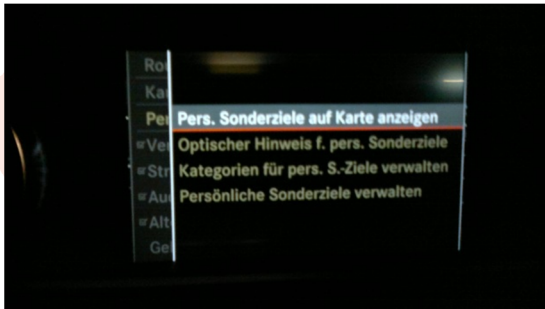 Pers. Sonderziele auf Karte anzeigen
Optischer Hinweis f. pers. Sonderziele
Kategorien für pers. S.-Ziele verwalten
Persönliche Sonderziele verwalten